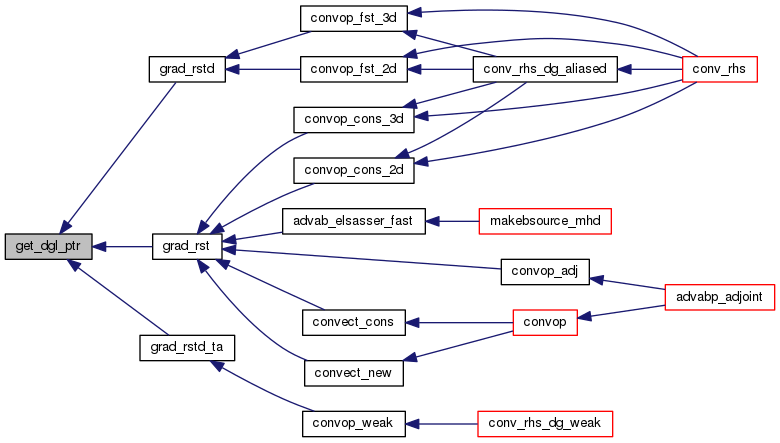 convop_fst_3d
grad_rstd
convop_fst_2d
conv_rhs_dg_aliased
conv_rhs
convop_cons_3d
convop_cons_2d
advab_elsasser_fast
makebsource_mhd
get_dgl_ptr
grad_rst
convop_adj
advabp_adjoint
convect_cons
convop
grad_rstd_ta
convect_new
convop_weak
conv_rhs_dg_weak